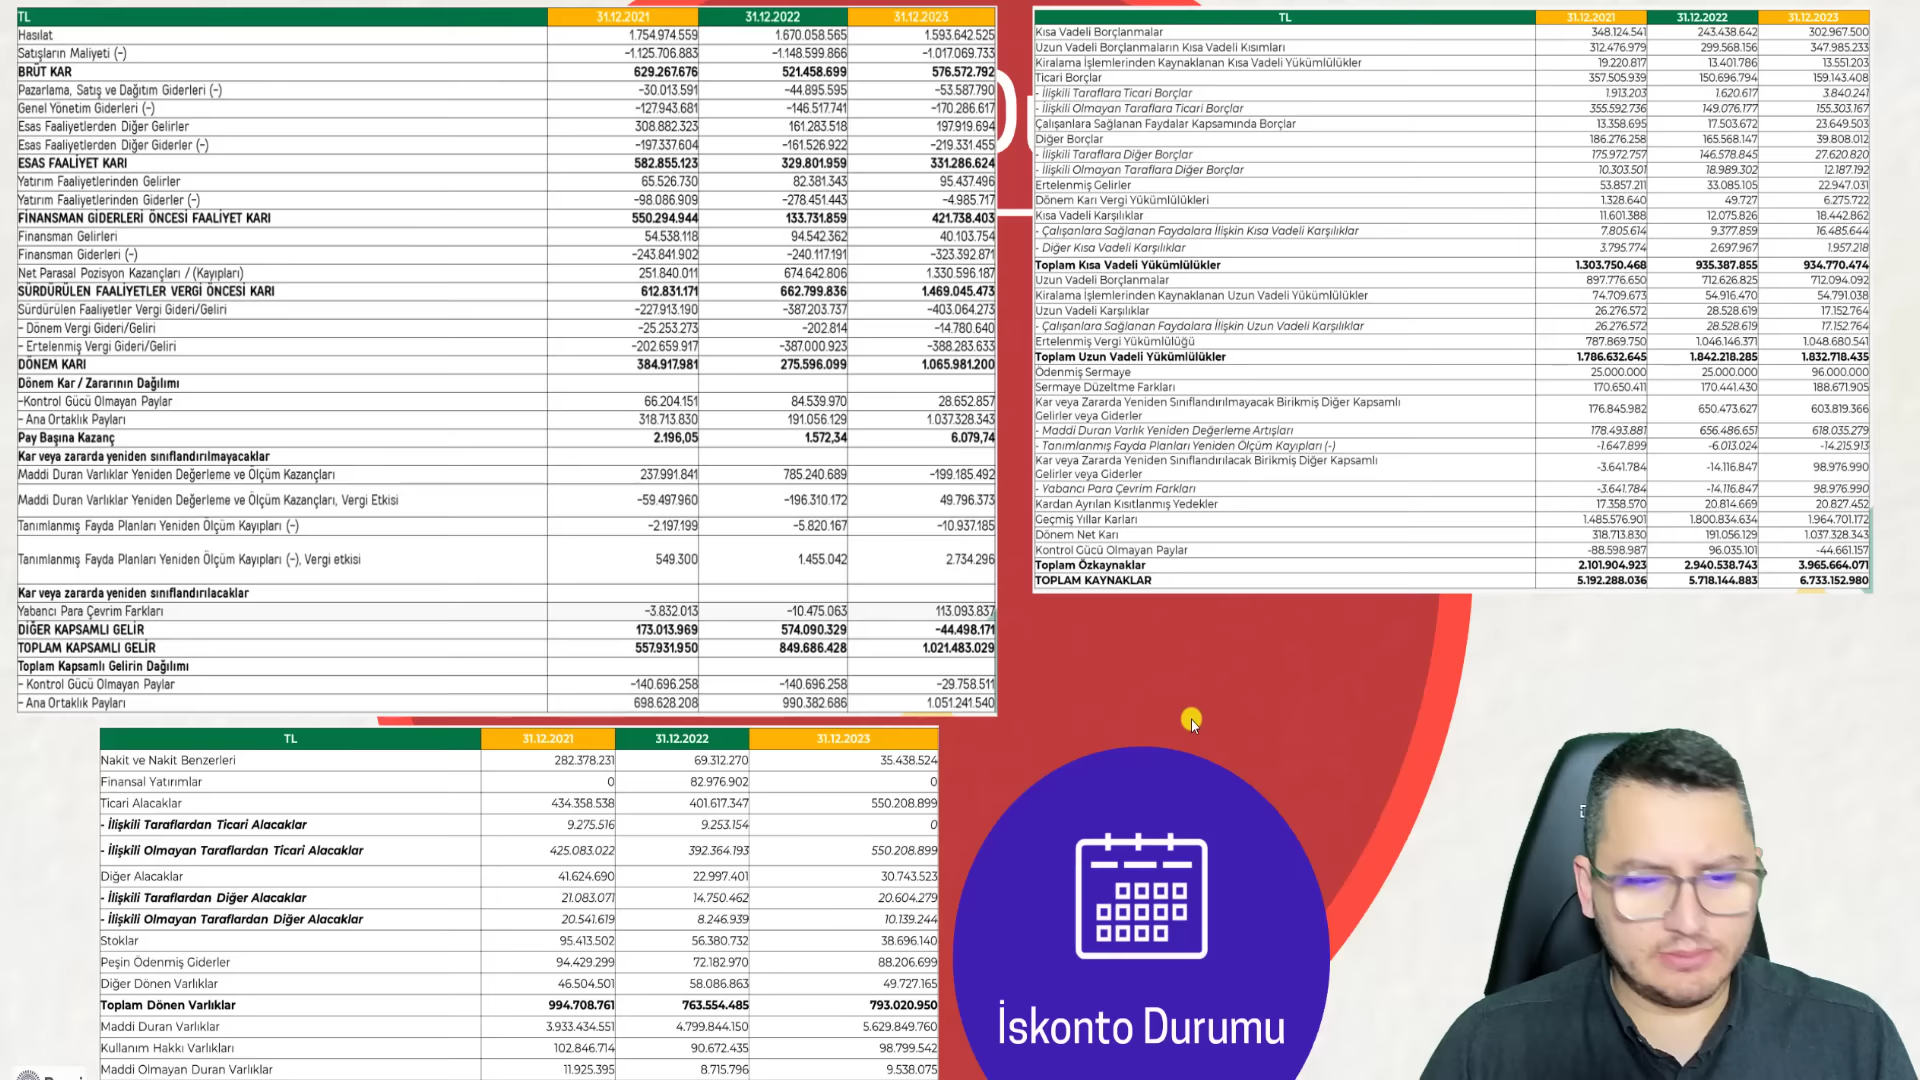 TL 31.12.2021 31.12.2022 31.12.2023
Hasılat 1.754.974.559 1.670.058.565 1.593.642.525
Satışların Maliyeti (-) -1.125.706.883 -1.148.599.866 -1.017.069.733
BRÜT KAR 629.267.676 521.458.699 576.572.792
Pazarlama, Satış ve Dağıtım Giderleri (-) -30.013.591 -44.895.595 -53.587.790
Genel Yönetim Giderleri (-) -127.943.681 -146.517.741 -170.286.617
Esas Faaliyetlerden Diğer Gelirler 308.882.323 161.283.518 197.919.694
Esas Faaliyetlerden Diğer Giderler (-) -197.337.604 -161.526.922 -219.331.455
ESAS FAALİYET KARI 582.855.123 329.801.959 331.286.624
Yatırım Faaliyetlerinden Gelirler 65.526.730 82.381.343 95.437.496
Yatırım Faaliyetlerinden Giderler (-) -98.086.909 -278.451.443 -4.985.717
FİNANSMAN GİDERLERİ ÖNCESİ FAALİYET KARI 550.294.944 133.731.859 421.738.403
Finansman Gelirleri 54.538.118 94.542.362 40.103.754
Finansman Giderleri (-) -243.841.902 -240.117.191 -323.392.871
Net Parasal Pozisyon Kazançları / (Kayıpları) 251.840.011 674.642.806 1.330.596.187
SÜRDÜRÜLEN FAALİYETLER VERGİ ÖNCESİ KARI 612.831.171 662.799.836 1.469.045.473
Sürdürülen Faaliyetler Vergi Gideri/Geliri -227.913.190 -387.203.737 -403.064.273
- Dönem Vergi Gideri/Geliri -25.253.273 -202.814 -14.780.640
- Ertelenmiş Vergi Gideri/Geliri -202.659.917 -387.000.923 -388.283.633
DÖNEM KARI 384.917.981 275.596.099 1.065.981.200
Dönem Kar / Zararının Dağılımı
-Kontrol Gücü Olmayan Paylar 66.204.151 84.539.970 28.652.857
- Ana Ortaklık Payları 318.713.830 191.056.129 1.037.328.343
Pay Başına Kazanç 2.196,05 1.572,34 6.079,74
Kar veya zararda yeniden sınıflandırılmayacaklar
Maddi Duran Varlıklar Yeniden Değerleme ve Ölçüm Kazançları 237.991.841 785.240.689 -199.185.492
Maddi Duran Varlıklar Yeniden Değerleme ve Ölçüm Kazançları, Vergi Etkisi -59.497.960 -196.310.172 49.796.373
Tanımlanmış Fayda Planları Yeniden Ölçüm Kayıpları (-) -2.197.199 -5.820.167 -10.937.185
Tanımlanmış Fayda Planları Yeniden Ölçüm Kayıpları (-), Vergi etkisi 549.300 1.455.042 2.734.296
Kar veya zararda yeniden sınıflandırılacaklar
Yabancı Para Çevrim Farkları -3.832.013 -10.475.063 113.093.837
DİĞER KAPSAMLI GELİR 173.013.969 574.090.329 -44.498.171
TOPLAM KAPSAMLI GELİR 557.931.950 849.686.428 1.021.483.029
Toplam Kapsamlı Gelirin Dağılımı
- Kontrol Gücü Olmayan Paylar -140.696.258 -140.696.258 -29.758.511
- Ana Ortaklık Payları 698.628.208 990.382.686 1.051.241.540
TL 31.12.2021 31.12.2022 31.12.2023
Kısa Vadeli Borçlanmalar 348.124.541 243.438.642 302.967.500
Uzun Vadeli Borçlanmaların Kısa Vadeli Kısımları 312.476.979 299.568.156 347.985.233
Kiralama İşlemlerinden Kaynaklanan Kısa Vadeli Yükümlülükler 19.220.817 13.401.786 13.551.203
Ticari Borçlar 357.505.939 150.696.794 159.143.408
- İlişkili Taraflara Ticari Borçlar 1.913.203 1.620.617 3.840.241
- İlişkili Olmayan Taraflara Ticari Borçlar 355.592.736 149.076.177 155.303.167
Çalışanlara Sağlanan Faydalar Kapsamında Borçlar 13.358.695 17.503.672 23.649.503
Diğer Borçlar 186.276.258 165.568.147 39.808.012
- İlişkili Taraflara Diğer Borçlar 175.972.757 146.578.845 27.620.820
- İlişkili Olmayan Taraflara Diğer Borçlar 10.303.501 18.989.302 12.187.192
Ertelenmiş Gelirler 53.857.211 33.085.105 22.947.031
Dönem Karı Vergi Yükümlülükleri 1.328.640 49.727 6.275.722
Kısa Vadeli Karşılıklar 11.601.388 12.075.826 18.442.862
- Çalışanlara Sağlanan Faydalara İlişkin Kısa Vadeli Karşılıklar 7.805.614 9.377.859 16.485.644
- Diğer Kısa Vadeli Karşılıklar 3.795.774 2.697.967 1.957.218
Toplam Kısa Vadeli Yükümlülükler 1.303.750.468 935.387.855 934.770.474
Uzun Vadeli Borçlanmalar 897.776.650 712.626.825 712.094.092
Kiralama İşlemlerinden Kaynaklanan Uzun Vadeli Yükümlülükler 74.709.673 54.916.470 54.791.038
Uzun Vadeli Karşılıklar 26.276.572 28.528.619 17.152.764
- Çalışanlara Sağlanan Faydalara İlişkin Uzun Vadeli Karşılıklar 26.276.572 28.528.619 17.152.764
Ertelenmiş Vergi Yükümlülüğü 787.869.750 1.046.146.371 1.048.680.541
Toplam Uzun Vadeli Yükümlülükler 1.786.632.645 1.842.218.285 1.832.718.435
Ödenmiş Sermaye 25.000.000 25.000.000 96.000.000
Sermaye Düzeltme Farkları 170.650.411 170.441.430 188.671.905
Kar veya Zararda Yeniden Sınıflandırılmayacak Birikmiş Diğer Kapsamlı
Gelirler veya Giderler 176.845.982 650.473.627 603.819.366
- Maddi Duran Varlık Yeniden Değerleme Artışları 178.493.881 656.486.651 618.035.279
- Tanımlanmış Fayda Planları Yeniden Ölçüm Kayıpları (-) -1.647.899 -6.013.024 -14.215.913
Kar veya Zararda Yeniden Sınıflandırılacak Birikmiş Diğer Kapsamlı
Gelirler veya Giderler -3.641.784 -14.116.847 98.976.990
- Yabancı Para Çevrim Farkları -3.641.784 -14.116.847 98.976.990
Kardan Ayrılan Kısıtlanmış Yedekler 17.358.570 20.814.669 20.827.452
Geçmiş Yıllar Karları 1.485.576.901 1.800.834.634 1.964.701.172
Dönem Net Karı 318.713.830 191.056.129 1.037.328.343
Kontrol Gücü Olmayan Paylar -88.598.987 96.035.101 -44.661.157
Toplam Özkaynaklar 2.101.904.923 2.940.538.743 3.965.664.071
TOPLAM KAYNAKLAR 5.192.288.036 5.718.144.883 6.733.152.980
TL 31.12.2021 31.12.2022 31.12.2023
Nakit ve Nakit Benzerleri 282.378.231 69.312.270 35.438.524
Finansal Yatırımlar 0 82.976.902 0
Ticari Alacaklar 434.358.538 401.617.347 550.208.899
- İlişkili Taraflardan Ticari Alacaklar 9.275.516 9.253.154 0
- İlişkili Olmayan Taraflardan Ticari Alacaklar 425.083.022 392.364.193 550.208.899
Diğer Alacaklar 41.624.690 22.997.401 30.743.523
- İlişkili Taraflardan Diğer Alacaklar 21.083.071 14.750.462 20.604.279
- İlişkili Olmayan Taraflardan Diğer Alacaklar 20.541.619 8.246.939 10.139.244
Stoklar 95.413.502 56.380.732 38.696.140
Peşin Ödenmiş Giderler 94.429.299 72.182.970 88.206.699
Diğer Dönen Varlıklar 46.504.501 58.086.863 49.727.165
Toplam Dönen Varlıklar 994.708.761 763.554.485 793.020.950
Maddi Duran Varlıklar 3.933.434.551 4.799.844.150 5.629.849.760
Kullanım Hakkı Varlıkları 102.846.714 90.672.435 98.799.542
Maddi Olmayan Duran Varlıklar 11.925.395 8.715.796 9.538.075
İskonto Durumu